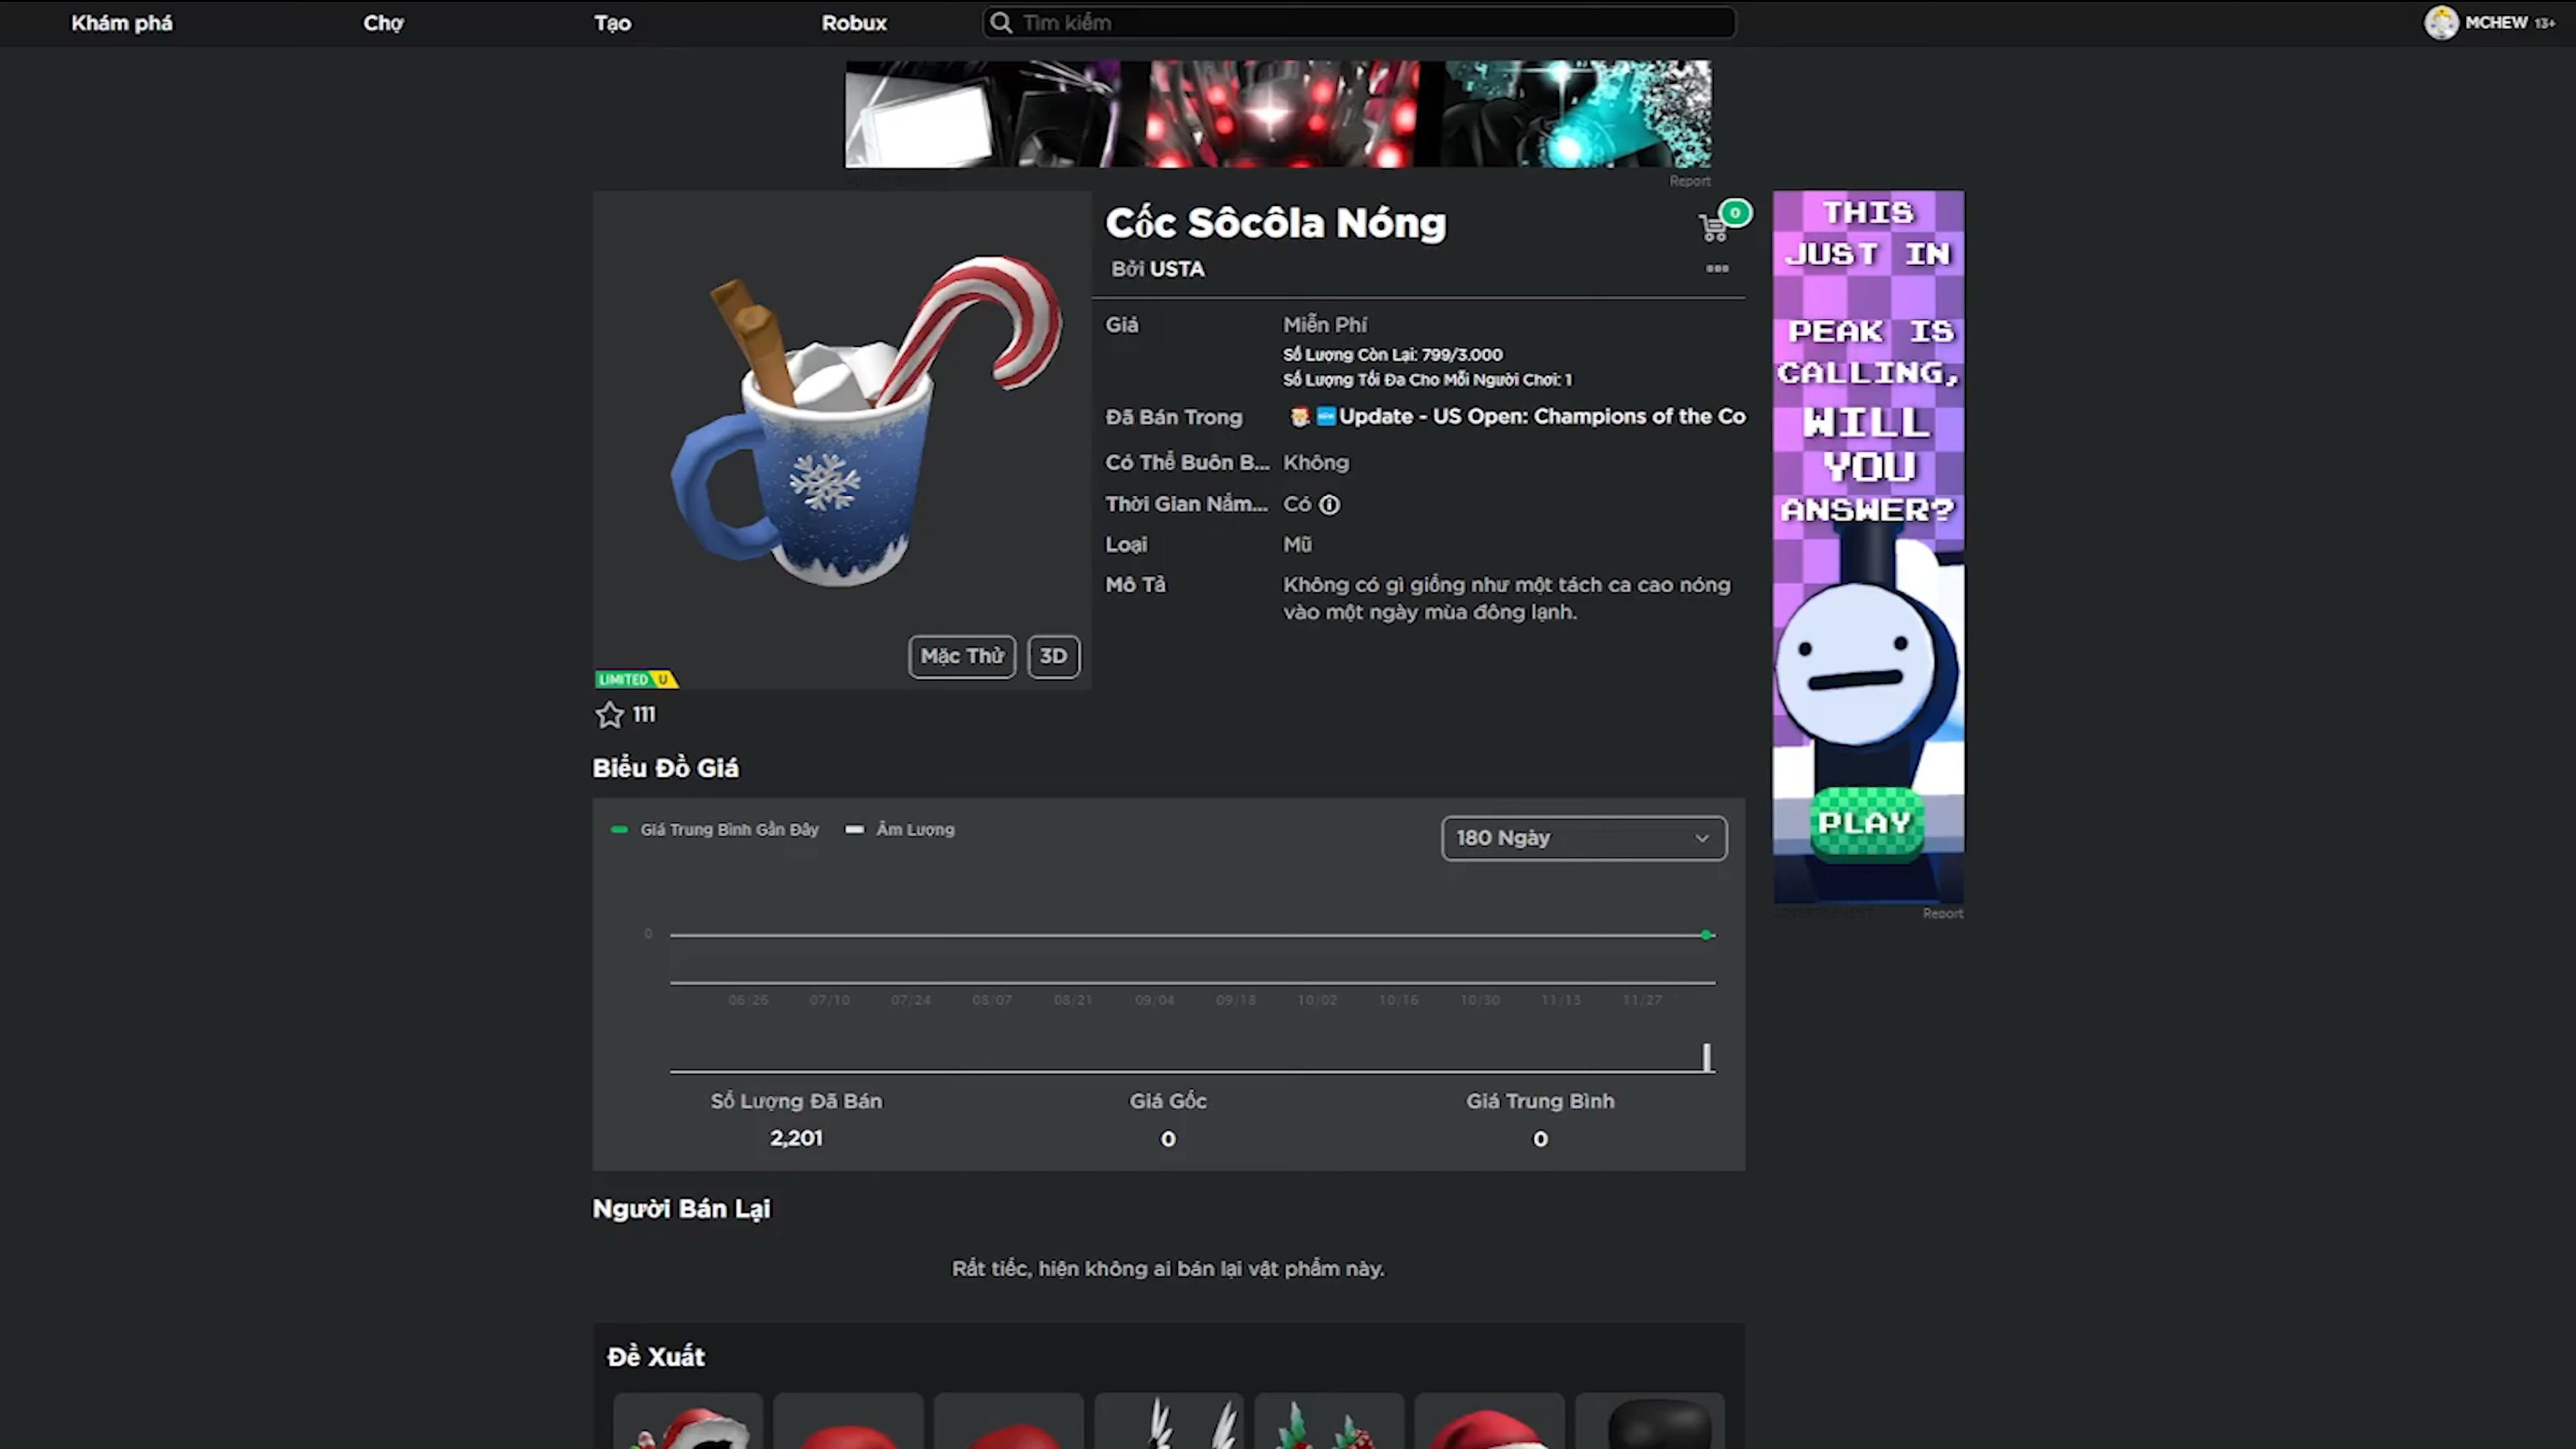 Khám phá
Chợ
Tạo
Robux
Tìm kiếm
MCHEW 13+
Report
Cốc Sôcôla Nóng
0
Bởi USTA
Giá
Miễn Phí
Số Lượng Còn Lại: 799/3.000
Số Lượng Tối Đa Cho Mỗi Người Chơi: 1
Đã Bán Trong
Update - US Open: Champions of the Co
Có Thể Buôn B...
Không
Thời Gian Nắm...
Có
Loại
Mũ
Mô Tả
Không có gì giống như một tách ca cao nóng
vào một ngày mùa đông lạnh.
Mặc Thử
3D
LIMITED U
111
THIS
JUST IN
PEAK IS
CALLING,
WILL
YOU
ANSWER?
PLAY
ADVERTISEMENT
Report
Biểu Đồ Giá
Giá Trung Bình Gần Đây
Âm Lượng
180 Ngày
0
06/26 07/10 07/24 08/07 08/21 09/04 09/18 10/02 10/16 10/30 11/13 11/27
Số Lượng Đã Bán
2,201
Giá Gốc
0
Giá Trung Bình
0
Người Bán Lại
Rất tiếc, hiện không ai bán lại vật phẩm này.
Đề Xuất